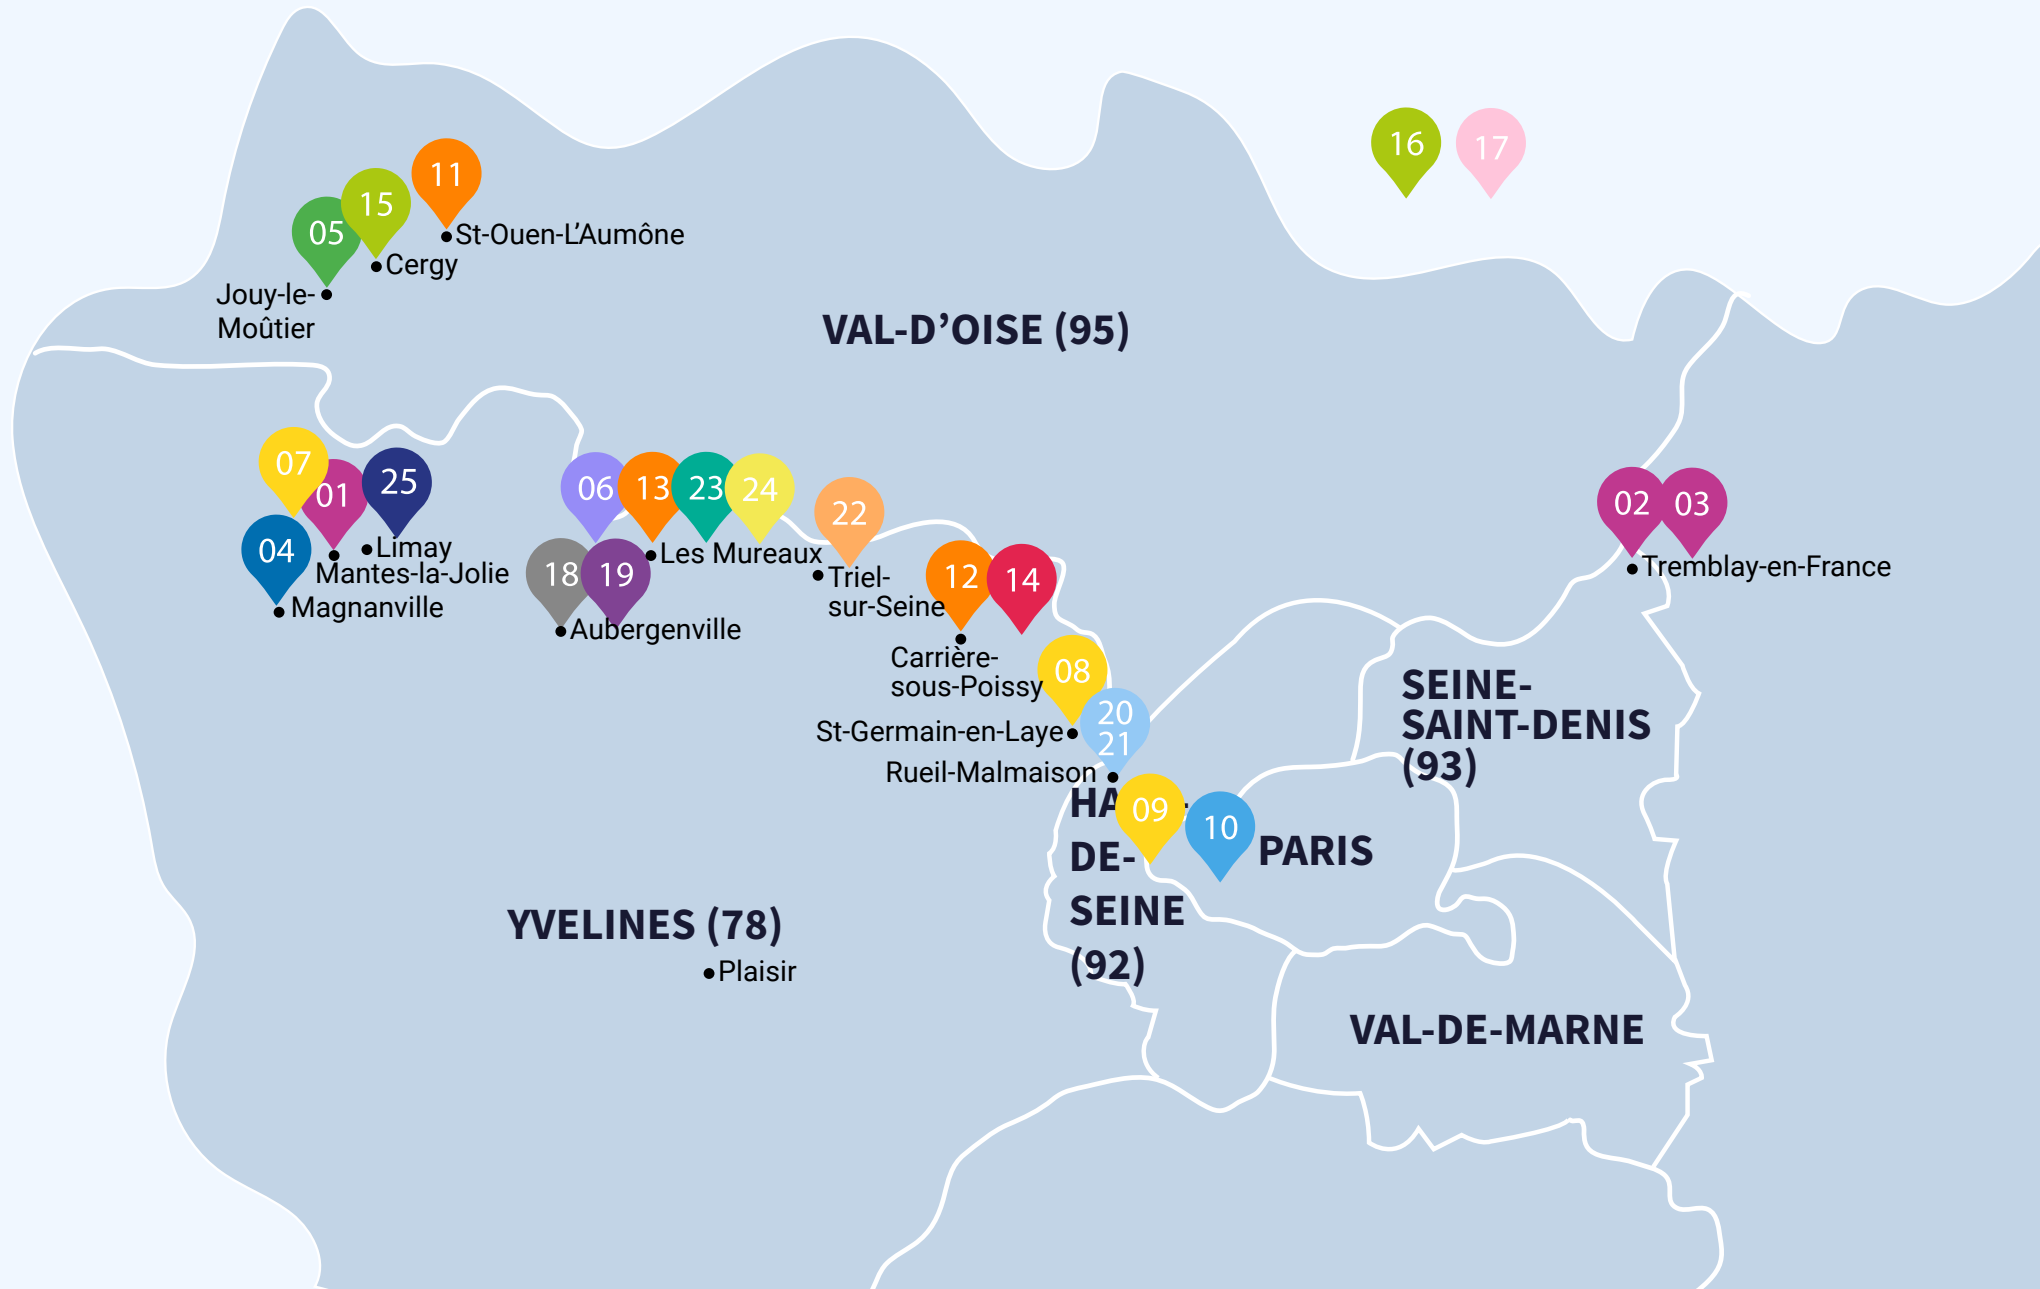 16
17
11
15
05
St-Ouen-L’Aumône
Cergy
Jouy-le-
Moûtier
VAL-D’OISE (95)
07
01
25
04
Limay
Mantes-la-Jolie
Magnanville
06
13
23
24
22
18
19
Les Mureaux
Triel-
sur-Seine
Aubergenville
12
14
02
03
Tremblay-en-France
Carrière-
sous-Poissy
08
20
21
St-Germain-en-Laye
Rueil-Malmaison
SEINE-
SAINT-DENIS
(93)
09
10
DE-
SEINE
(92)
PARIS
YVELINES (78)
Plaisir
VAL-DE-MARNE